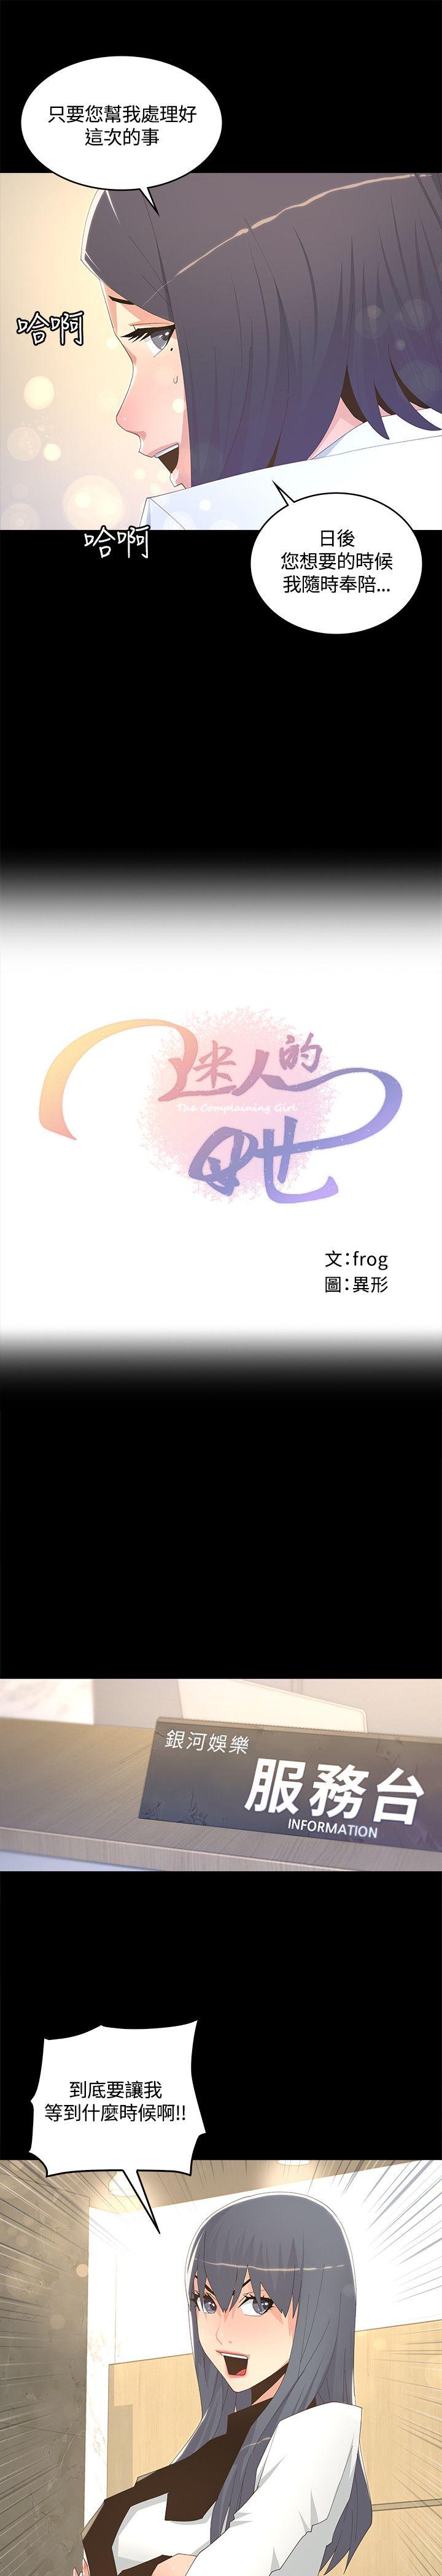 只要您幫我處理好
這次的事
哈啊
哈啊
日後
您想要的時候
我隨時奉陪...
迷人的
她
The Complaining Girl
文:frog
圖:異形
銀河娛樂
服務台
INFORMATION
到底要讓我
等到什麼時候啊!!